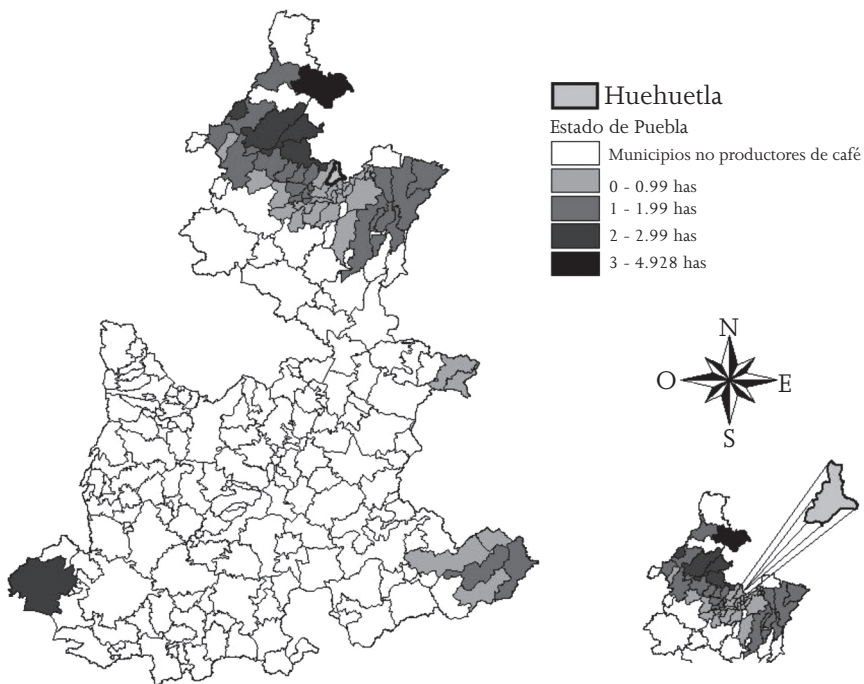 Huehuetla
Estado de Puebla
Municipios no productores de café
0 - 0.99 has
1 - 1.99 has
2 - 2.99 has
3 - 4.928 has
N
O
E
S